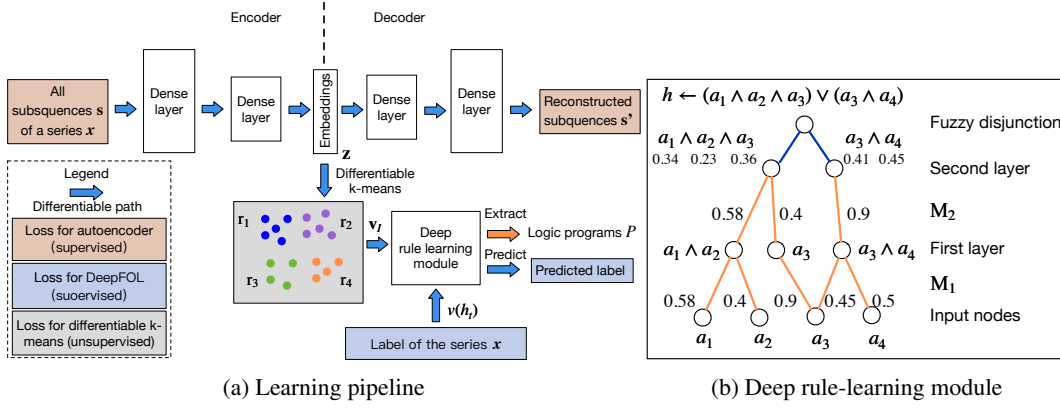 Encoder
Decoder
All
subsquences s
of a series x
Dense
layer
Dense
layer
Embeddings
Dense
layer
Dense
layer
Reconstructed
subquences s'
z
Differentiable
k-means
Legend
Differentiable path
Loss for autoencoder
(supervised)
Loss for DeepFOL
(suoervised)
Loss for differentiable k-
means (unsupervised)
r1
r2
r3
r4
vI
Deep
rule learning
module
Extract
Logic programs P
Predict
Predicted label
v(ht)
Label of the series x
(a) Learning pipeline
h ← (a1 ∧ a2 ∧ a3) ∨ (a3 ∧ a4)
Fuzzy disjunction
a1 ∧ a2 ∧ a3
0.34 0.23 0.36
a3 ∧ a4
0.41 0.45
Second layer
0.58
0.4
0.9
M2
a1 ∧ a2
a3
a3 ∧ a4
First layer
0.58
0.4
0.9
0.45
0.5
M1
Input nodes
a1
a2
a3
a4
(b) Deep rule-learning module